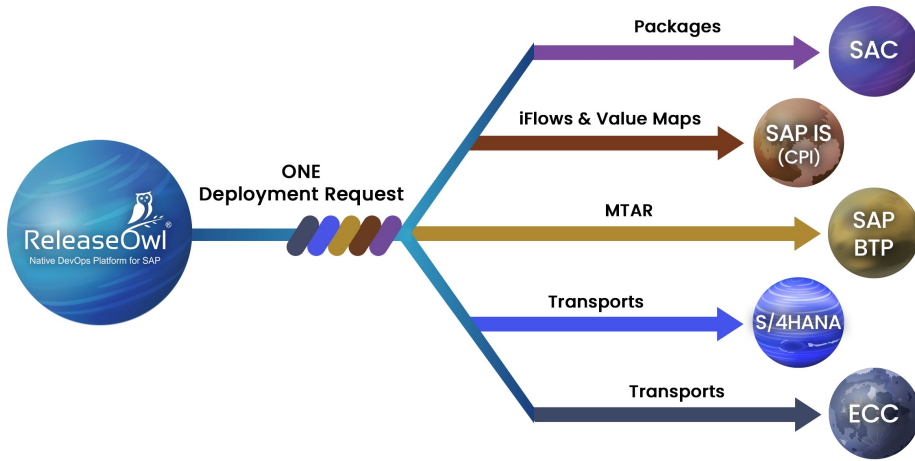 ReleaseOwl®
Native DevOps Platform for SAP
ONE
Deployment Request
Packages
SAC
iFlows & Value Maps
SAP IS
(CPI)
MTAR
SAP
BTP
Transports
S/4HANA
Transports
ECC